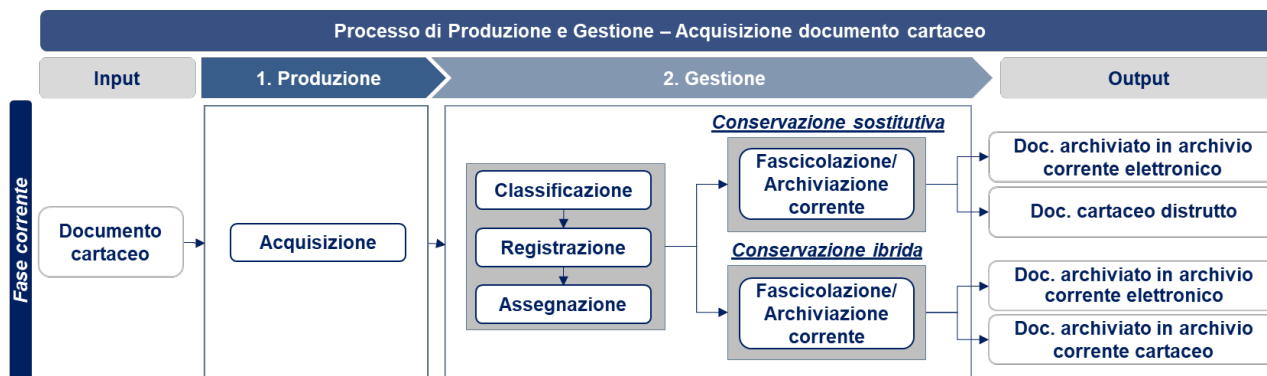 Processo di Produzione e Gestione – Acquisizione documento cartaceo
Input
1. Produzione
2. Gestione
Output
Fase corrente
Documento
cartaceo
Acquisizione
Classificazione
Registrazione
Assegnazione
Conservazione sostitutiva
Fascicolazione/
Archiviazione
corrente
Conservazione ibrida
Fascicolazione/
Archiviazione
corrente
Doc. archiviato in archivio
corrente elettronico
Doc. cartaceo distrutto
Doc. archiviato in archivio
corrente elettronico
Doc. archiviato in archivio
corrente cartaceo